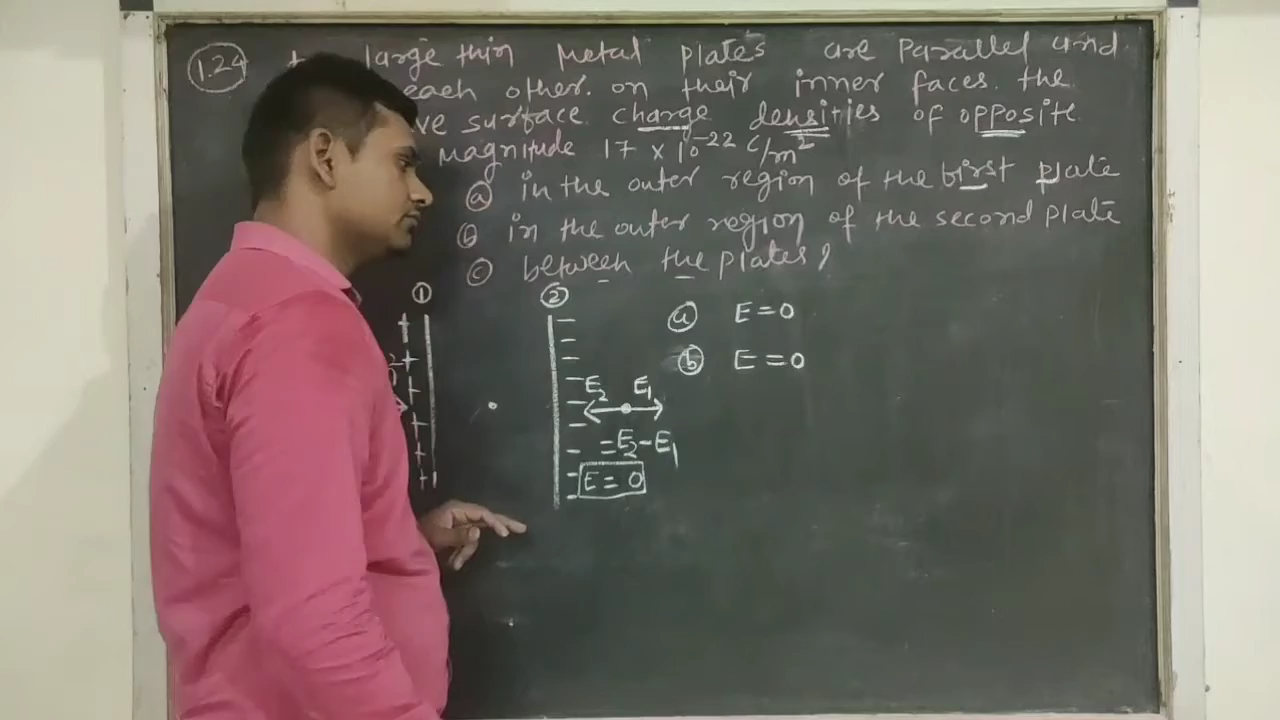 1.24 large thin metal plates are parallel and
each other. on their inner faces. the
ve surface charge densities of opposite
magnitude 17 × 10⁻²² C/m²
(a) in the outer region of the first plate
(b) in the outer region of the second plate
(c) between the plates,
① ②
(a) E = 0
(b) E = 0
E₂ E₁
= E₂ - E₁
E = 0